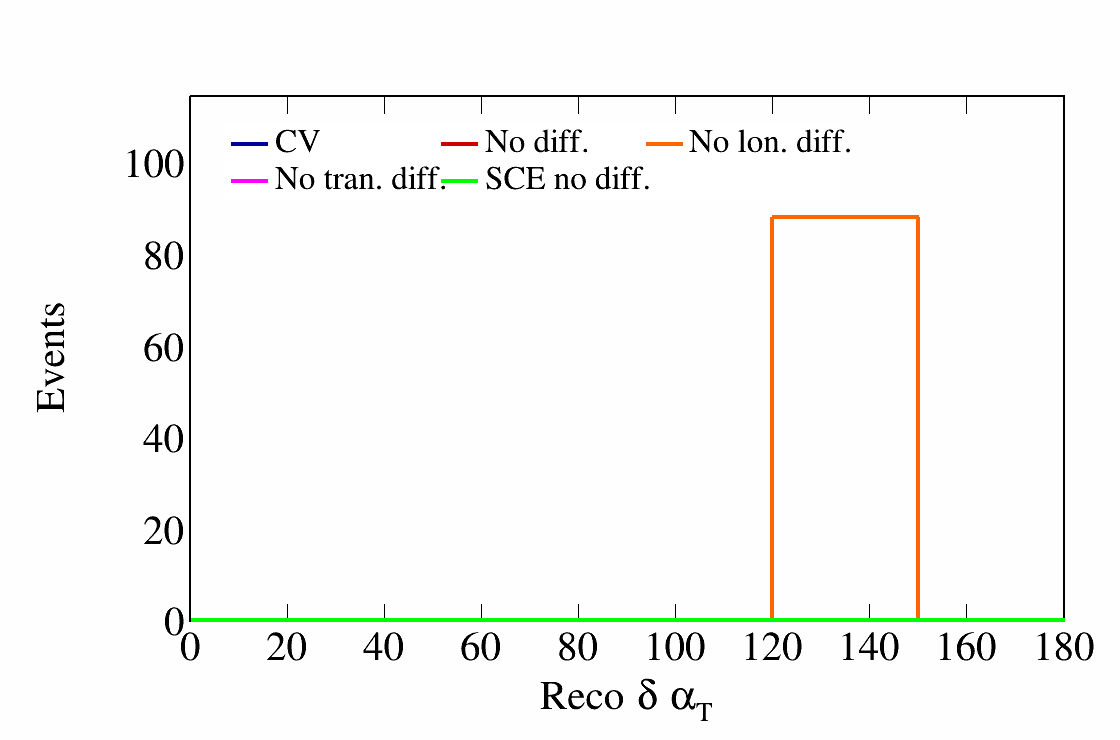 CV No diff. No lon. diff.
No tran. diff. SCE no diff.
100
80
60
40
20
0
0 20 40 60 80 100 120 140 160 180
Events
Reco δ αT